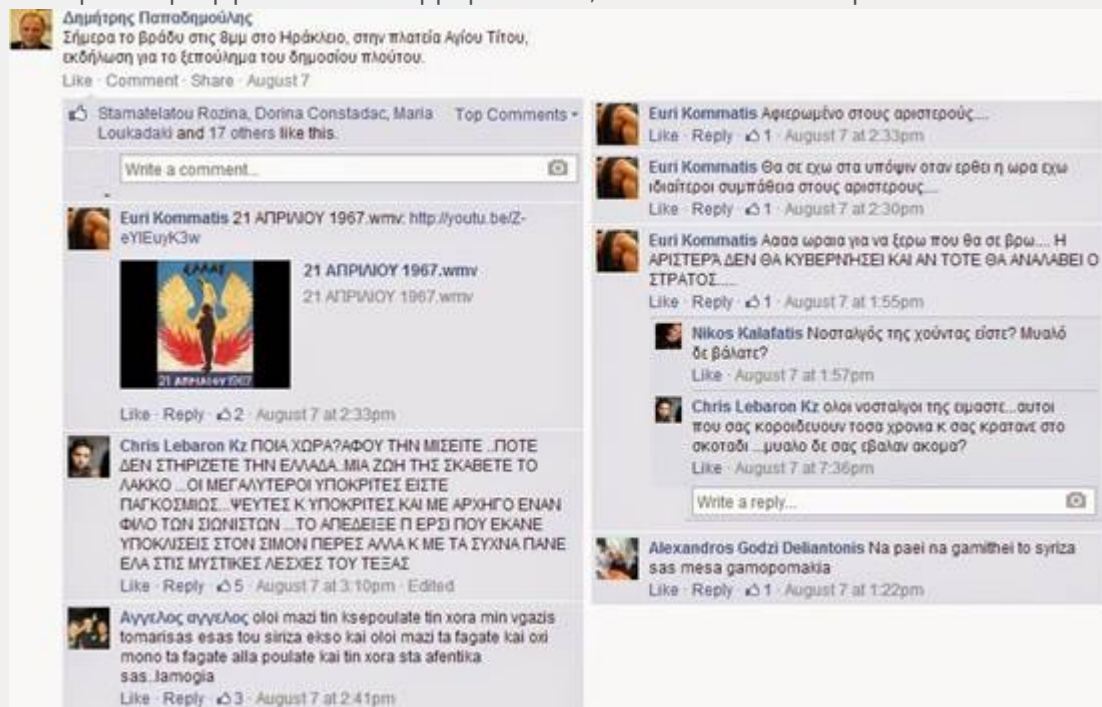 Δημήτρης Παπαδημούλης
Σήμερα το βράδυ στις 8μμ στο Ηράκλειο, στην πλατεία Αγίου Τίτου,
εκδήλωση για το ξεπούλημα του δημοσίου πλούτου.
Like · Comment · Share · August 7
Stamatelatou Rozina, Dorina Constadac, Maria Loukadaki and 17 others like this.
Top Comments
Write a comment...
Euri Kommatis 21 ΑΠΡΙΛΙΟΥ 1967.wmv: http://youtu.be/Z-
eYlEuyK3w
ΕΛΛΑΣ
21 ΑΠΡΙΛΙΟΥ 1967
21 ΑΠΡΙΛΙΟΥ 1967.wmv
21 ΑΠΡΙΛΙΟΥ 1967.wmv
Like · Reply · 2 · August 7 at 2:33pm
Chris Lebaron Kz ΠΟΙΑ ΧΩΡΑ?ΑΦΟΥ ΤΗΝ ΜΙΣΕΙΤΕ ..ΠΟΤΕ
ΔΕΝ ΣΤΗΡΙΖΕΤΕ ΤΗΝ ΕΛΛΑΔΑ..ΜΙΑ ΖΩΗ ΤΗΣ ΣΚΑΒΕΤΕ ΤΟ
ΛΑΚΚΟ ...ΟΙ ΜΕΓΑΛΥΤΕΡΟΙ ΥΠΟΚΡΙΤΕΣ ΕΙΣΤΕ
ΠΑΓΚΟΣΜΙΩΣ...ΨΕΥΤΕΣ Κ ΥΠΟΚΡΙΤΕΣ ΚΑΙ ΜΕ ΑΡΧΗΓΟ ΕΝΑΝ
ΦΙΛΟ ΤΩΝ ΣΙΩΝΙΣΤΩΝ ...ΤΟ ΑΠΕΔΕΙΞΕ Π ΕΡΣΙ ΠΟΥ ΕΚΑΝΕ
ΥΠΟΚΛΙΣΕΙΣ ΣΤΟΝ ΣΙΜΟΝ ΠΕΡΕΣ ΑΛΛΑ Κ ΜΕ ΤΑ ΣΥΧΝΑ ΠΑΝΕ
ΕΛΑ ΣΤΙΣ ΜΥΣΤΙΚΕΣ ΛΕΣΧΕΣ ΤΟΥ ΤΕΞΑΣ
Like · Reply · 5 · August 7 at 3:10pm · Edited
Αγγελος αγγελος oloi mazi tin ksepoulate tin xora min vgazis
tomarisas esas tou siriza ekso kai oloi mazi ta fagate kai oxi
mono ta fagate alla poulate kai tin xora sta afentika
sas..lamogia
Like · Reply · 3 · August 7 at 2:41pm
Euri Kommatis Αφιερωμένο στους αριστερούς....
Like · Reply · 1 · August 7 at 2:33pm
Euri Kommatis Θα σε εχω στα υπόψιν οταν ερθει η ωρα εχω
ιδιαίτεροι συμπάθεια στους αριστερους....
Like · Reply · 1 · August 7 at 2:30pm
Euri Kommatis Αααα ωραια για να ξερω που θα σε βρω.... Η
ΑΡΙΣΤΕΡΆ ΔΕΝ ΘΑ ΚΥΒΕΡΝΉΣΕΙ ΚΑΙ ΑΝ ΤΟΤΕ ΘΑ ΑΝΑΛΑΒΕΙ Ο
ΣΤΡΑΤΟΣ.....
Like · Reply · 1 · August 7 at 1:55pm
Nikos Kalafatis Νοσταλγός της χούντας είστε? Μυαλό
δε βάλατε?
Like · August 7 at 1:57pm
Chris Lebaron Kz ολοι νοσταλγοι της ειμαστε...αυτοι
που σας κοροιδευουν τοσα χρονια κ σας κρατανε στο
σκοταδι ...μυαλο δε σας εβαλαν ακομα?
Like · August 7 at 7:36pm
Write a reply...
Alexandros Godzi Deliantonis Na paei na gamithei to syriza
sas mesa gamopomakia
Like · Reply · 1 · August 7 at 1:22pm